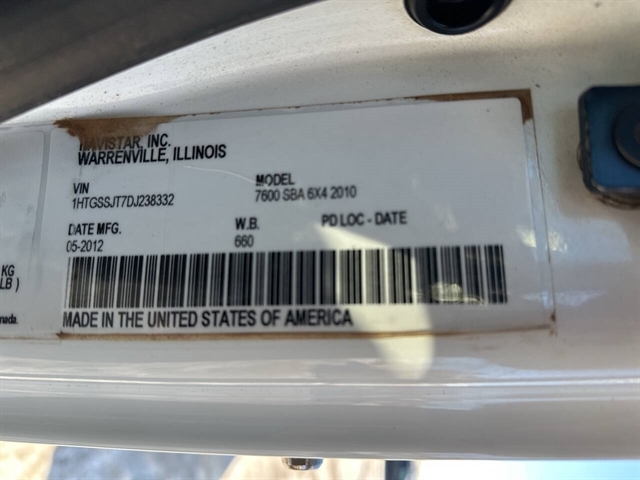 NAVISTAR, INC.
WARRENVILLE, ILLINOIS
VIN
1HTGSSJT7DJ238332
MODEL
7600 SBA 6X4 2010
DATE MFG.
05-2012
W.B.
660
PD LOC - DATE
KG
LB )
MADE IN THE UNITED STATES OF AMERICA